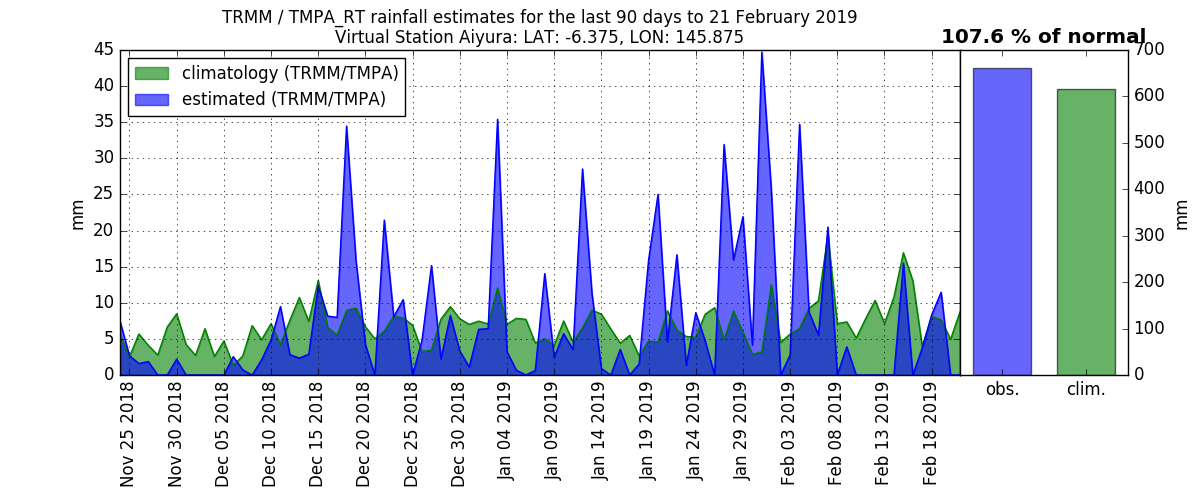 TRMM / TMPA_RT rainfall estimates for the last 90 days to 21 February 2019
Virtual Station Aiyura: LAT: -6.375, LON: 145.875
107.6 % of normal
climatology (TRMM/TMPA)
estimated (TRMM/TMPA)
mm
45
40
35
30
25
20
15
10
5
0
Nov 25 2018
Nov 30 2018
Dec 05 2018
Dec 10 2018
Dec 15 2018
Dec 20 2018
Dec 25 2018
Dec 30 2018
Jan 04 2019
Jan 09 2019
Jan 14 2019
Jan 19 2019
Jan 24 2019
Jan 29 2019
Feb 03 2019
Feb 08 2019
Feb 13 2019
Feb 18 2019
700
600
500
400
300
200
100
0
mm
obs.
clim.